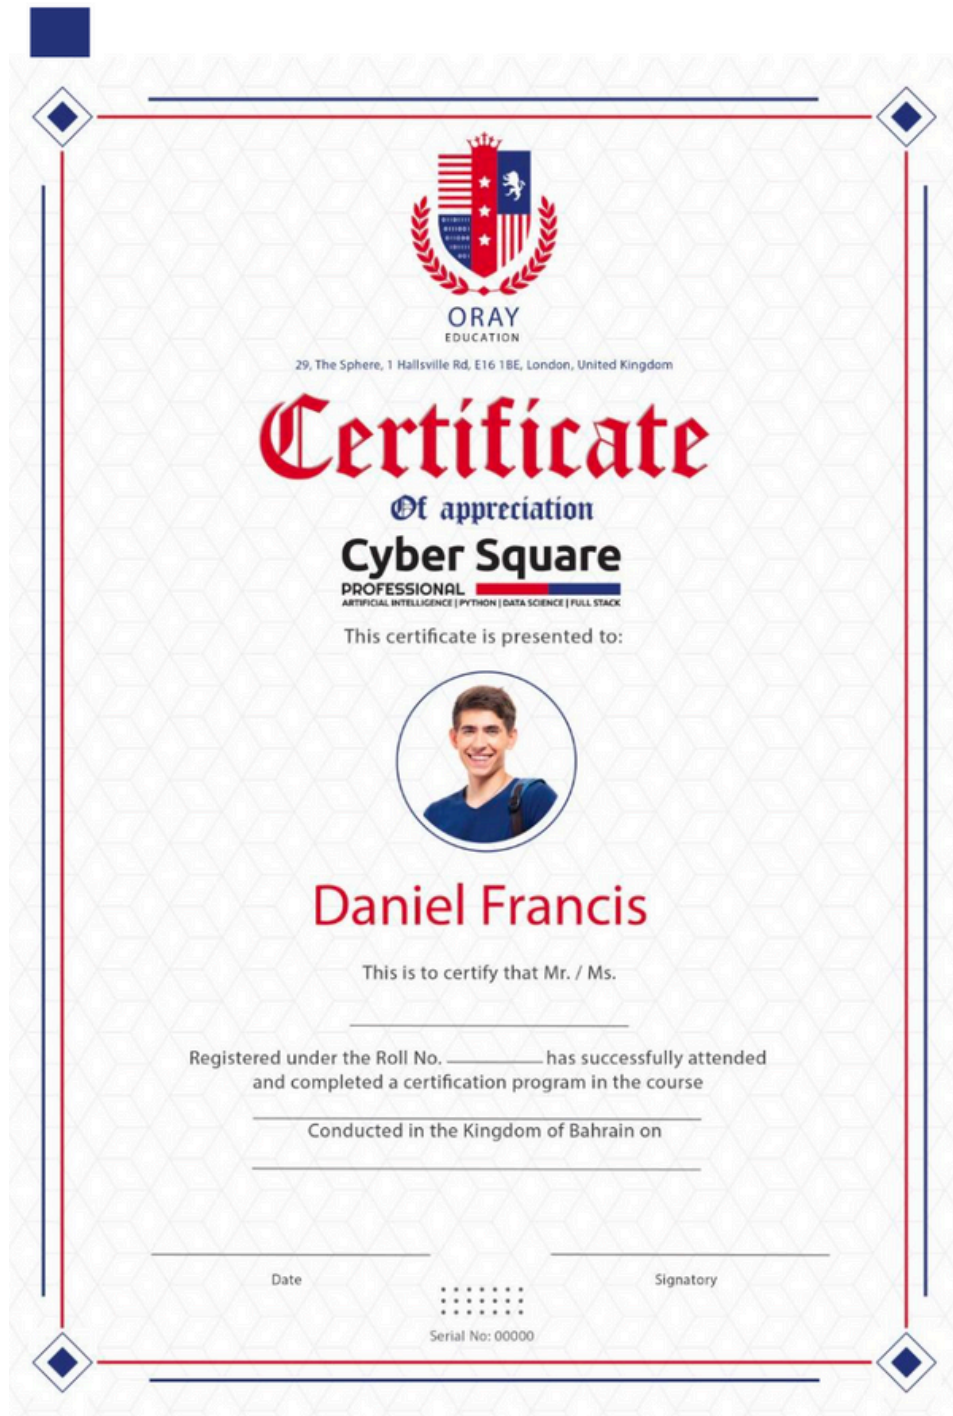 ORAY
EDUCATION
29, The Sphere, 1 Hallsville Rd, E16 1BE, London, United Kingdom
Certificate
Of appreciation
Cyber Square
PROFESSIONAL
ARTIFICIAL INTELLIGENCE | PYTHON | DATA SCIENCE | FULL STACK
This certificate is presented to:
Daniel Francis
This is to certify that Mr. / Ms.
Registered under the Roll No. has successfully attended
and completed a certification program in the course
Conducted in the Kingdom of Bahrain on
Date
Signatory
Serial No: 00000